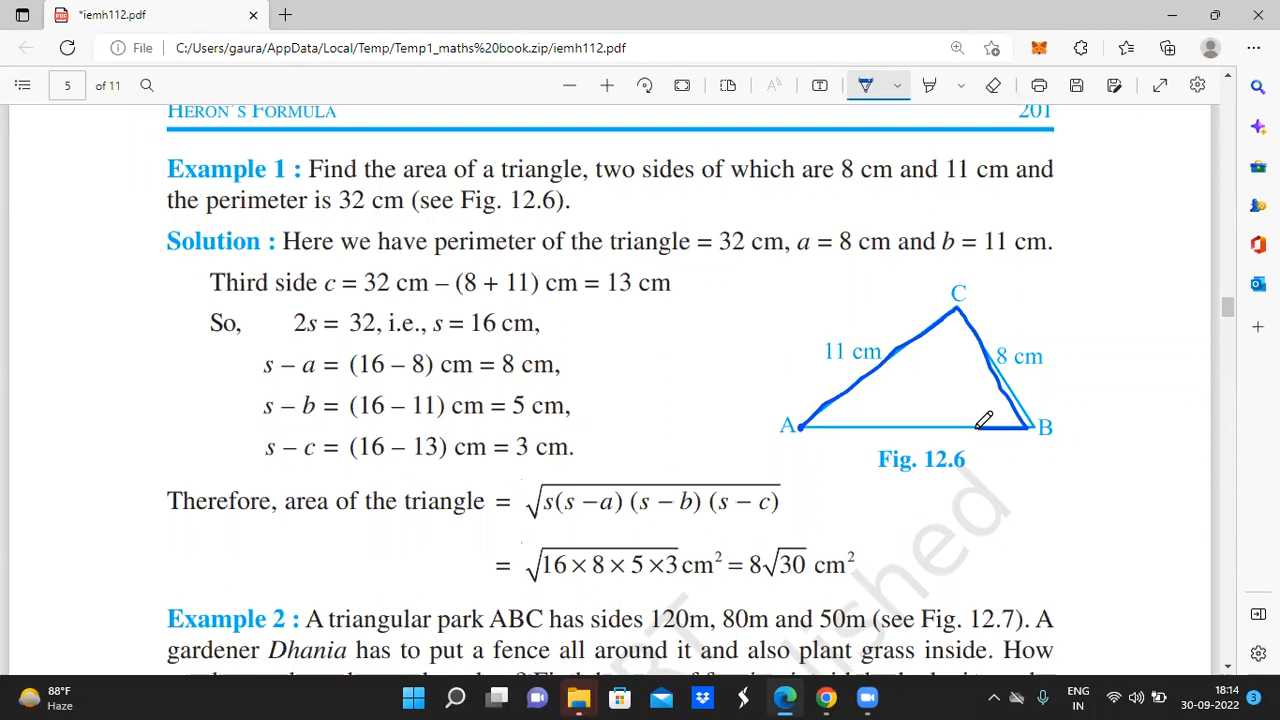 *iemh112.pdf
File C:/Users/gaura/AppData/Local/Temp/Temp1_maths%20book.zip/iemh112.pdf
5 of 11
HERON'S FORMULA 201
Example 1 : Find the area of a triangle, two sides of which are 8 cm and 11 cm and
the perimeter is 32 cm (see Fig. 12.6).
Solution : Here we have perimeter of the triangle = 32 cm, a = 8 cm and b = 11 cm.
Third side c = 32 cm – (8 + 11) cm = 13 cm
So, 2s = 32, i.e., s = 16 cm,
s – a = (16 – 8) cm = 8 cm,
s – b = (16 – 11) cm = 5 cm,
s – c = (16 – 13) cm = 3 cm.
C
11 cm 8 cm
A B
Fig. 12.6
Therefore, area of the triangle = √s(s – a) (s – b) (s – c)
= √16 × 8 × 5 × 3 cm² = 8√30 cm²
Example 2 : A triangular park ABC has sides 120m, 80m and 50m (see Fig. 12.7). A
gardener Dhania has to put a fence all around it and also plant grass inside. How
88°F
Haze
ENG
IN
18:14
30-09-2022
3